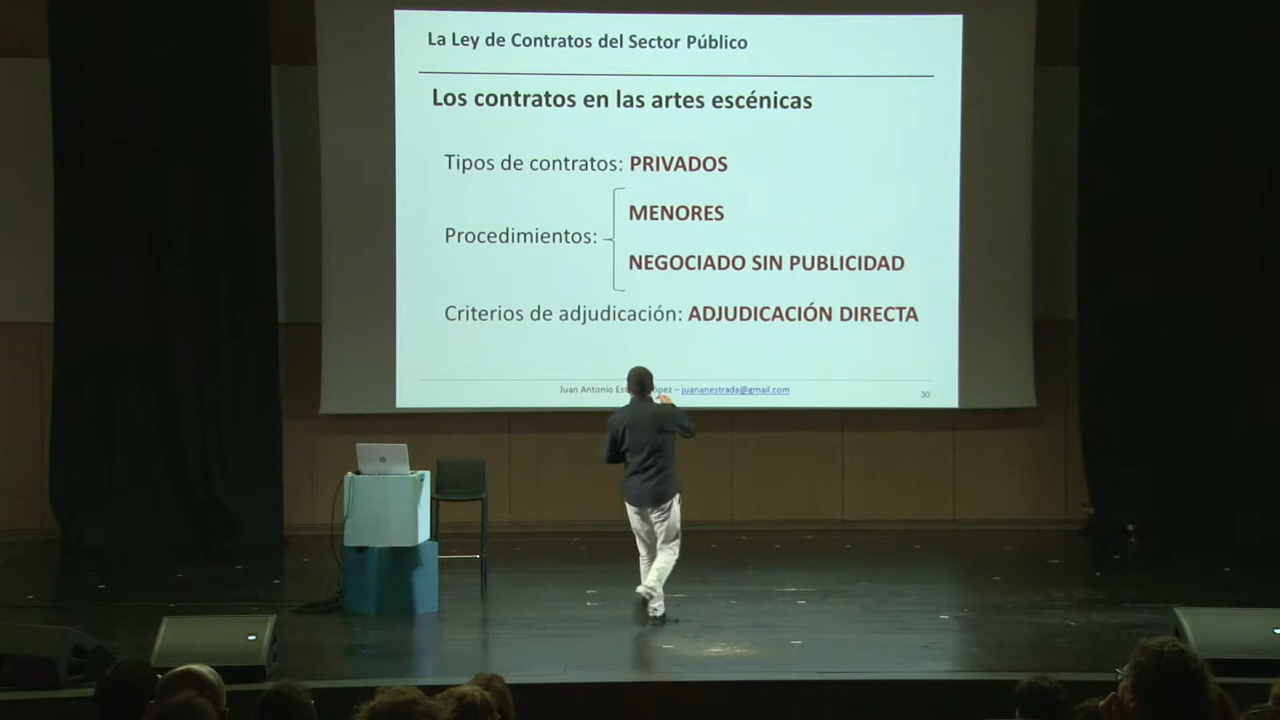 La Ley de Contratos del Sector Público
Los contratos en las artes escénicas
Tipos de contratos: PRIVADOS
MENORES
Procedimientos:
NEGOCIADO SIN PUBLICIDAD
Criterios de adjudicación: ADJUDICACIÓN DIRECTA
Juan Antonio – juananestrada@gmail.com
30
hp